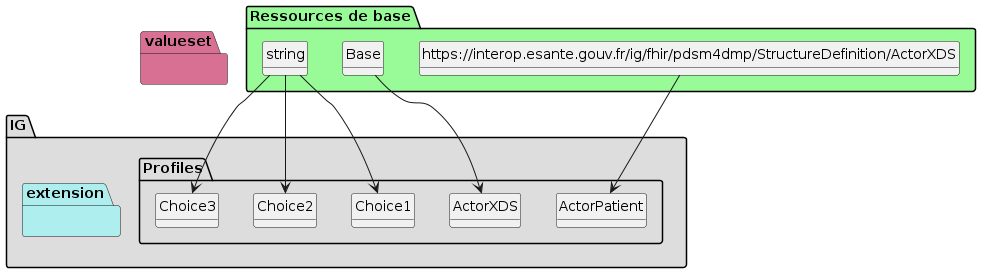 Ressources de base
valueset
string
Base
https://interop.esante.gouv.fr/ig/fhir/pdsm4dmp/StructureDefinition/ActorXDS
IG
Profiles
extension
Choice3
Choice2
Choice1
ActorXDS
ActorPatient